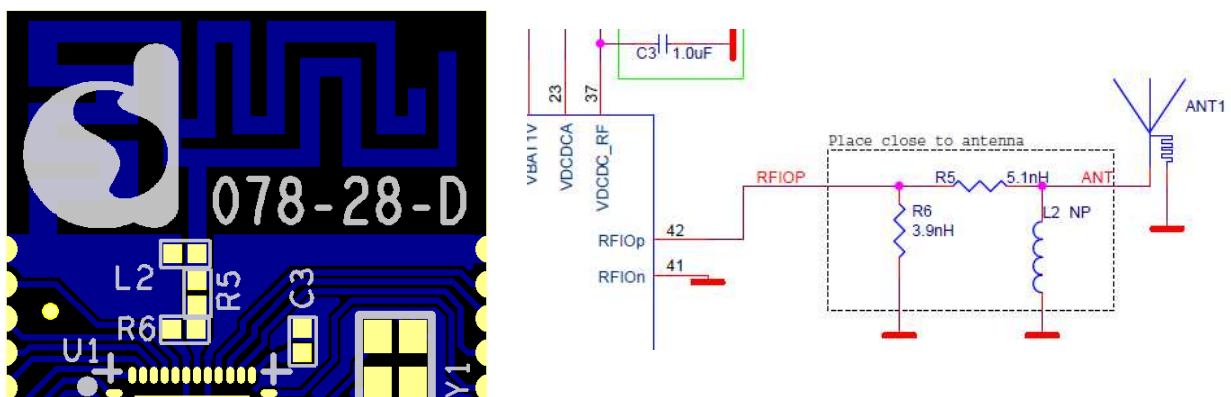 078-28-D
L2
R5
C3
R6
U1
Y1
C3 1.0uF
23
37
VBAT1V
VDCDCA
VDCDC_RF
ANT1
Place close to antenna
RFIOP
R5
5.1nH
ANT
R6
3.9nH
L2 NP
RFIOp
42
RFIOn
41